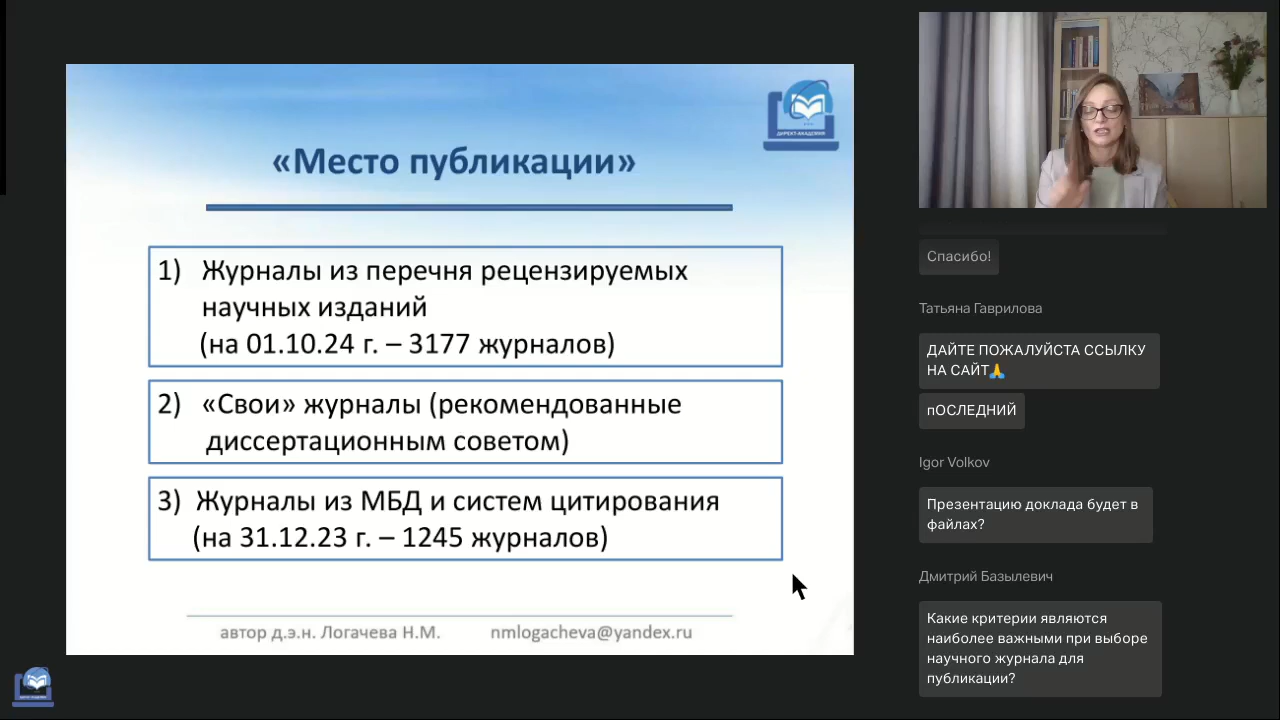 ДИРЕКТ-АКАДЕМИЯ
«Место публикации»
1) Журналы из перечня рецензируемых
научных изданий
(на 01.10.24 г. – 3177 журналов)
2) «Свои» журналы (рекомендованные
диссертационным советом)
3) Журналы из МБД и систем цитирования
(на 31.12.23 г. – 1245 журналов)
автор д.э.н. Логачева Н.М. nmlogacheva@yandex.ru
Спасибо!
Татьяна Гаврилова
ДАЙТЕ ПОЖАЛУЙСТА ССЫЛКУ
НА САЙТ🙏
пОСЛЕДНИЙ
Igor Volkov
Презентацию доклада будет в
файлах?
Дмитрий Базылевич
Какие критерии являются
наиболее важными при выборе
научного журнала для
публикации?